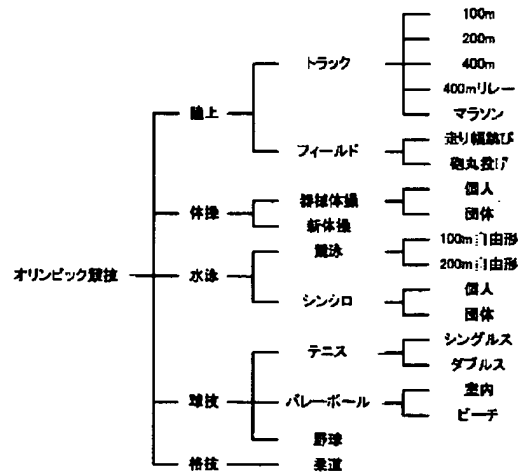 オリンピック競技
陸上
トラック
100m
200m
400m
400mリレー
マラソン
フィールド
走り幅跳び
砲丸投げ
体操
器械体操
個人
団体
新体操
水泳
競泳
100m自由形
200m自由形
シンシロ
個人
団体
球技
テニス
シングルス
ダブルス
バレーボール
室内
ビーチ
野球
格技
柔道